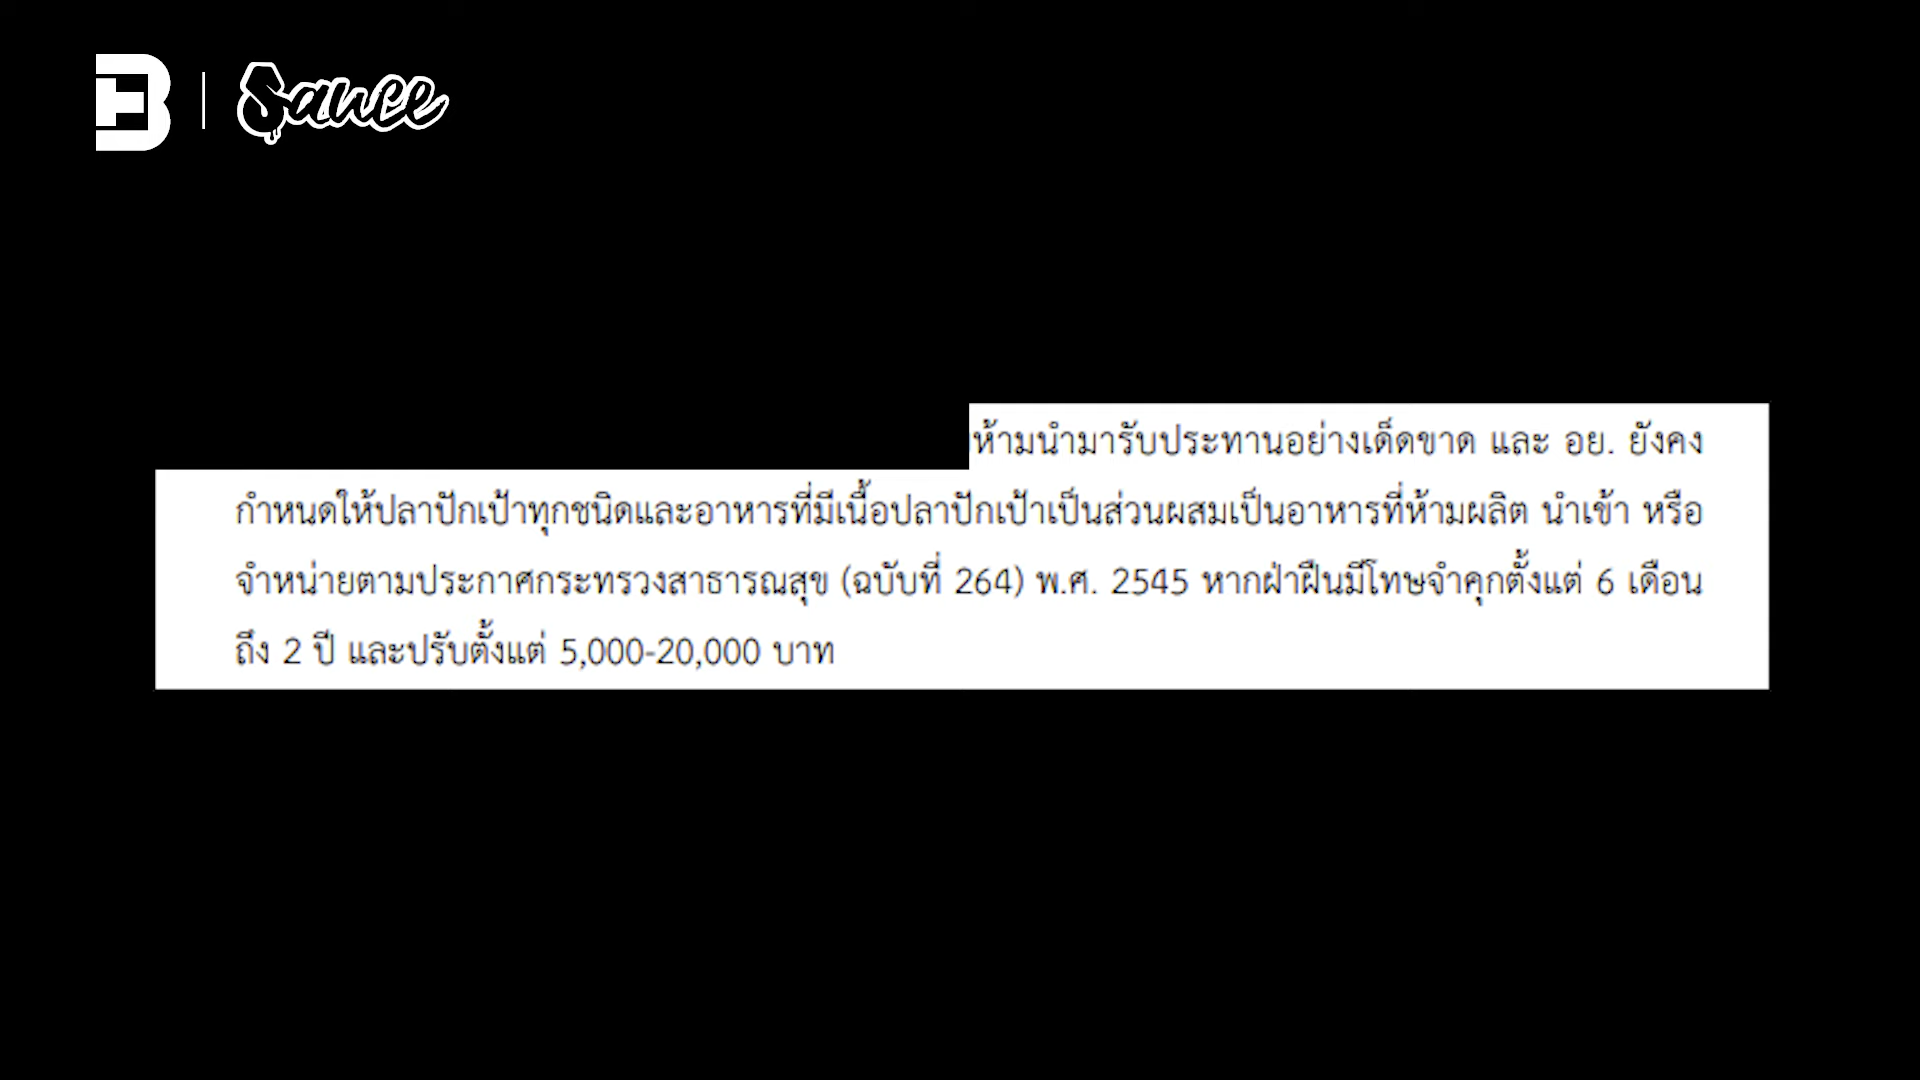 Sauce
ห้ามนำมารับประทานอย่างเด็ดขาด และ อย. ยังคง
กำหนดให้ปลาปักเป้าทุกชนิดและอาหารที่มีเนื้อปลาปักเป้าเป็นส่วนผสมเป็นอาหารที่ห้ามผลิต นำเข้า หรือ
จำหน่ายตามประกาศกระทรวงสาธารณสุข (ฉบับที่ 264) พ.ศ. 2545 หากฝ่าฝืนมีโทษจำคุกตั้งแต่ 6 เดือน
ถึง 2 ปี และปรับตั้งแต่ 5,000-20,000 บาท